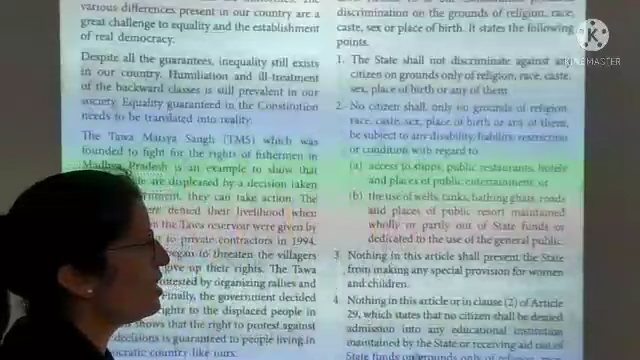 various differences present in our country are a
great challenge to equality and the establishment
of real democracy.
Despite all the guarantees, inequality still exists
in our country. Humiliation and ill-treatment
of the backward classes is still prevalent in our
society. Equality guaranteed in the Constitution
needs to be translated into reality.
The Tawa Matsya Sangh (TMS) which was
founded to fight for the rights of fishermen in
Madhya Pradesh is an example to show that
are displeased by a decision taken
they can take action. The
denied their livelihood when
the Tawa reservoir were given by
to private contractors in 1994.
began to threaten the villagers
give up their rights. The Tawa
by organizing rallies and
Finally, the government decided
rights to the displaced people in
shows that the right to protest against
decisions is guaranteed to people living in
country like ours.
discrimination on the grounds of religion, race,
caste, sex or place of birth. It states the following
points.
1. The State shall not discriminate against any
citizen on grounds only of religion, race, caste,
sex, place of birth or any of them
2. No citizen shall, only on grounds of religion,
race, caste, sex, place of birth or any of them,
be subject to any disability, liability, restriction
or condition with regard to
(a) access to shops, public restaurants, hotels
and places of public entertainment, or
(b) the use of wells, tanks, bathing ghats, roads
and places of public resort maintained
wholly or partly out of State funds or
dedicated to the use of the general public.
3 Nothing in this article shall prevent the State
from making any special provision for women
and children.
4 Nothing in this article or in clause (2) of Article
29, which states that no citizen shall be denied
admission into any educational institution
maintained by the State or receiving aid out of
State funds on grounds only of religion, race
K
KINEMASTER